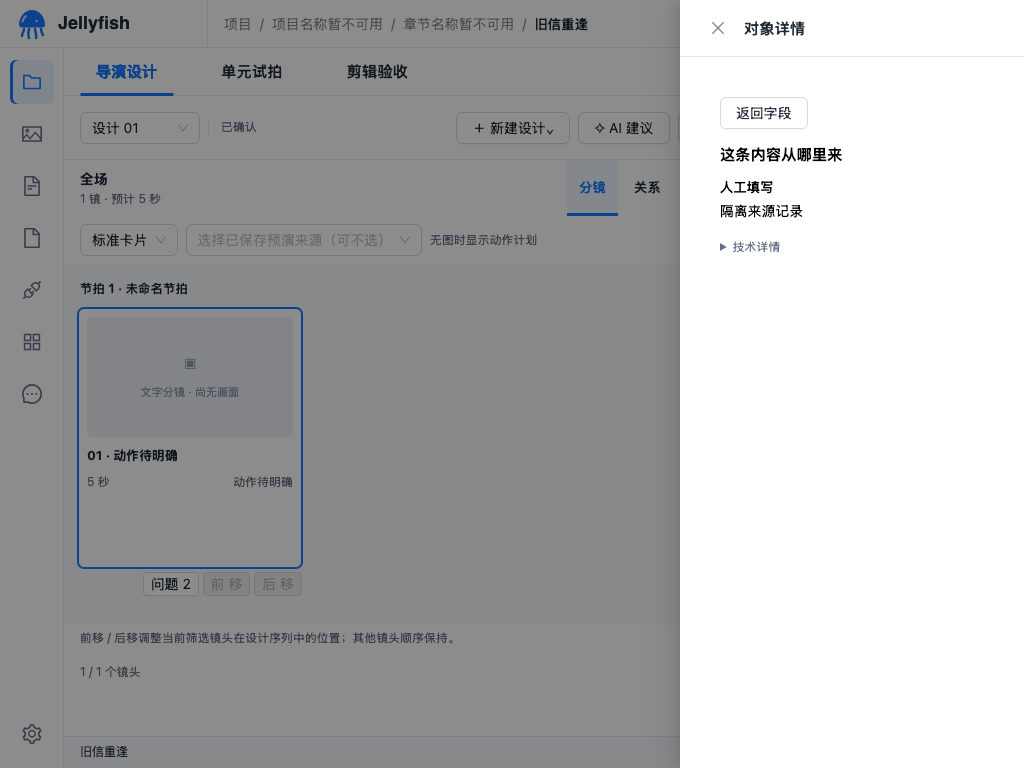 Jellyfish
项目 / 项目名称暂不可用 / 章节名称暂不可用 / 旧信重逢
导演设计 单元试拍 剪辑验收
设计 01 已确认 + 新建设计 AI 建议
全场
1 镜 · 预计 5 秒
分镜 关系
标准卡片 选择已保存预演来源（可不选） 无图时显示动作计划
节拍 1 · 未命名节拍
文字分镜 · 尚无画面
01 · 动作待明确
5 秒 动作待明确
问题 2 前 移 后 移
前移 / 后移调整当前筛选镜头在设计序列中的位置；其他镜头顺序保持。
1 / 1 个镜头
旧信重逢
对象详情
返回字段
这条内容从哪里来
人工填写
隔离来源记录
技术详情